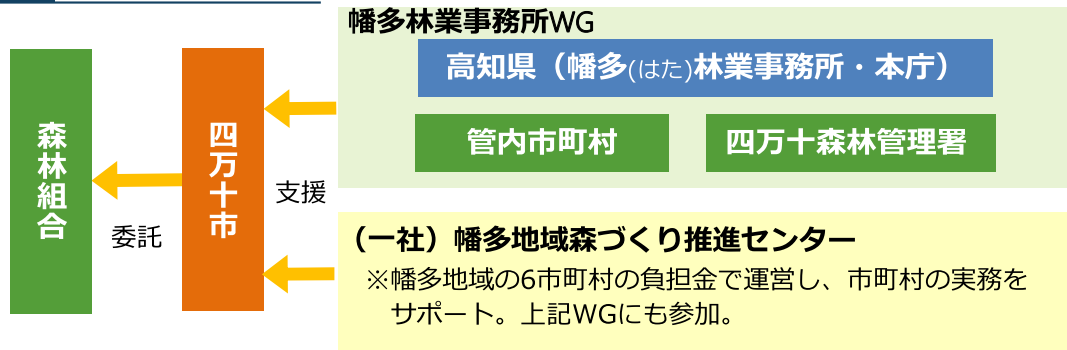 幡多林業事務所WG
高知県（幡多(はた)林業事務所・本庁）
管内市町村
四万十森林管理署
森林組合
委託
四万十市
支援
（一社）幡多地域森づくり推進センター
※幡多地域の6市町村の負担金で運営し、市町村の実務を
サポート。上記WGにも参加。